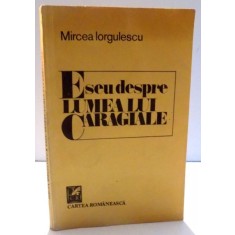 Mircea Iorgulescu
Eseu despre
LUMEA LUI
CARAGIALE
CARTEA ROMÂNEASCĂ